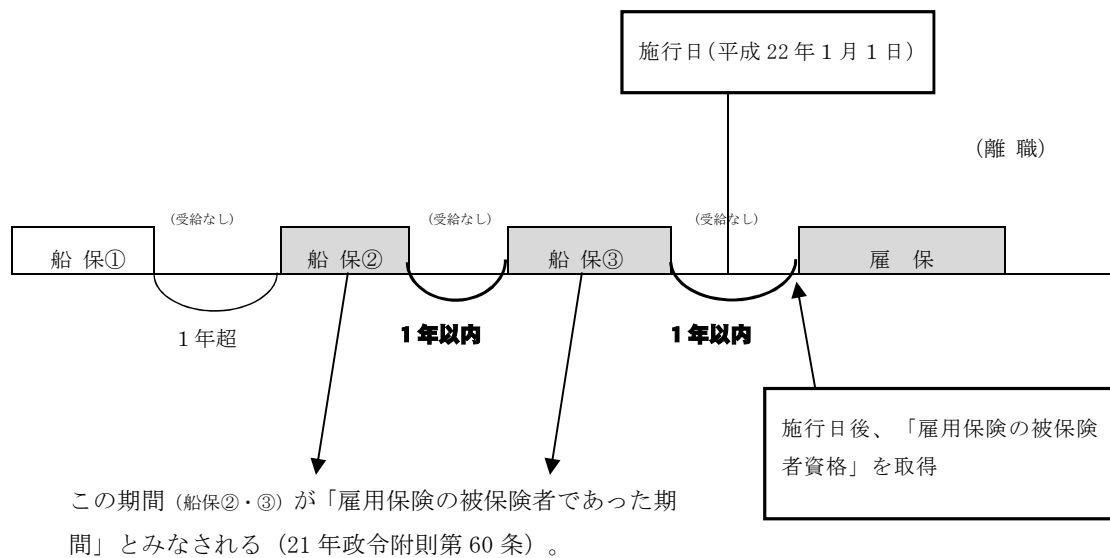 施行日(平成22年1月1日)
(離 職)
(受給なし)
(受給なし)
(受給なし)
船 保①
船 保②
船 保③
雇 保
1年超
1年以内
1年以内
施行日後、「雇用保険の被保険
者資格」を取得
この期間(船保②・③)が「雇用保険の被保険者であった期
間」とみなされる(21年政令附則第60条)。